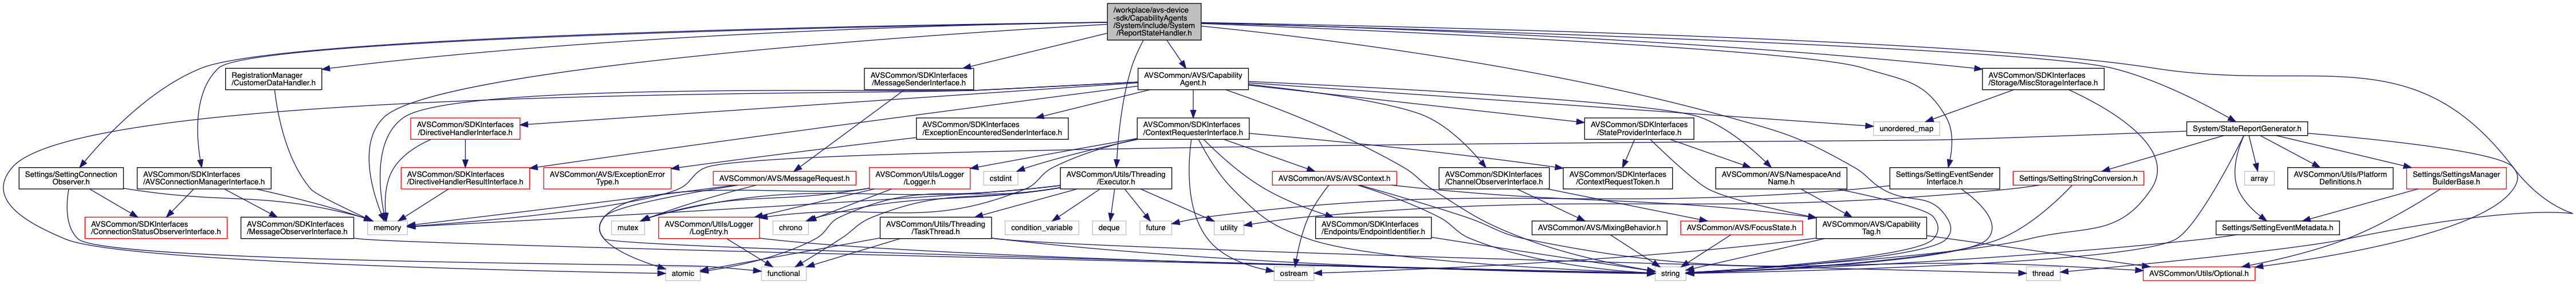 /workplace/avs-device
-sdk/CapabilityAgents
/System/include/System
/ReportStateHandler.h
RegistrationManager
/CustomerDataHandler.h
AVSCommon/SDKInterfaces
/MessageSenderInterface.h
AVSCommon/AVS/Capability
Agent.h
AVSCommon/SDKInterfaces
/Storage/MiscStorageInterface.h
AVSCommon/SDKInterfaces
/DirectiveHandlerInterface.h
AVSCommon/SDKInterfaces
/ExceptionEncounteredSenderInterface.h
AVSCommon/SDKInterfaces
/ContextRequesterInterface.h
AVSCommon/SDKInterfaces
/StateProviderInterface.h
unordered_map
System/StateReportGenerator.h
Settings/SettingConnection
Observer.h
AVSCommon/SDKInterfaces
/AVSConnectionManagerInterface.h
AVSCommon/SDKInterfaces
/DirectiveHandlerResultInterface.h
AVSCommon/AVS/ExceptionError
Type.h
AVSCommon/AVS/MessageRequest.h
AVSCommon/Utils/Logger
/Logger.h
cstdint
AVSCommon/Utils/Threading
/Executor.h
AVSCommon/AVS/AVSContext.h
AVSCommon/SDKInterfaces
/ChannelObserverInterface.h
AVSCommon/SDKInterfaces
/ContextRequestToken.h
AVSCommon/AVS/NamespaceAnd
Name.h
Settings/SettingEventSender
Interface.h
Settings/SettingStringConversion.h
array
AVSCommon/Utils/Platform
Definitions.h
Settings/SettingsManager
BuilderBase.h
AVSCommon/SDKInterfaces
/ConnectionStatusObserverInterface.h
AVSCommon/SDKInterfaces
/MessageObserverInterface.h
memory
mutex
AVSCommon/Utils/Logger
/LogEntry.h
chrono
AVSCommon/Utils/Threading
/TaskThread.h
condition_variable
deque
future
utility
AVSCommon/SDKInterfaces
/Endpoints/EndpointIdentifier.h
AVSCommon/AVS/MixingBehavior.h
AVSCommon/AVS/FocusState.h
AVSCommon/AVS/Capability
Tag.h
Settings/SettingEventMetadata.h
atomic
functional
ostream
string
thread
AVSCommon/Utils/Optional.h